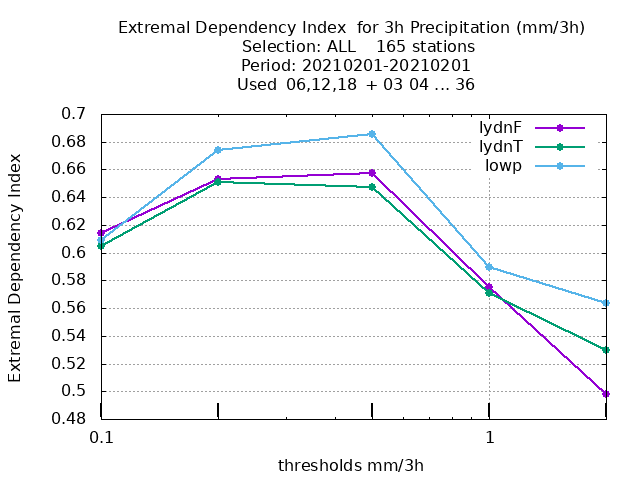 Extremal Dependency Index for 3h Precipitation (mm/3h)
Selection: ALL 165 stations
Period: 20210201-20210201
Used 06,12,18 + 03 04 ... 36
lydnF
lydnT
lowp
0.7
0.68
0.66
0.64
0.62
0.6
0.58
0.56
0.54
0.52
0.5
0.48
Extremal Dependency Index
0.1 1
thresholds mm/3h